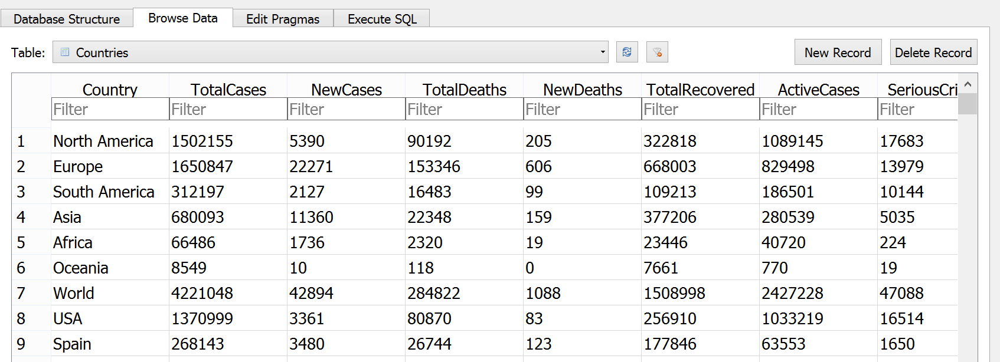 Database Structure Browse Data Edit Pragmas Execute SQL
Table: Countries New Record Delete Record
Country TotalCases NewCases TotalDeaths NewDeaths TotalRecovered ActiveCases SeriousCri
Filter Filter Filter Filter Filter Filter Filter Filter
1 North America 1502155 5390 90192 205 322818 1089145 17683
2 Europe 1650847 22271 153346 606 668003 829498 13979
3 South America 312197 2127 16483 99 109213 186501 10144
4 Asia 680093 11360 22348 159 377206 280539 5035
5 Africa 66486 1736 2320 19 23446 40720 224
6 Oceania 8549 10 118 0 7661 770 19
7 World 4221048 42894 284822 1088 1508998 2427228 47088
8 USA 1370999 3361 80870 83 256910 1033219 16514
9 Spain 268143 3480 26744 123 177846 63553 1650